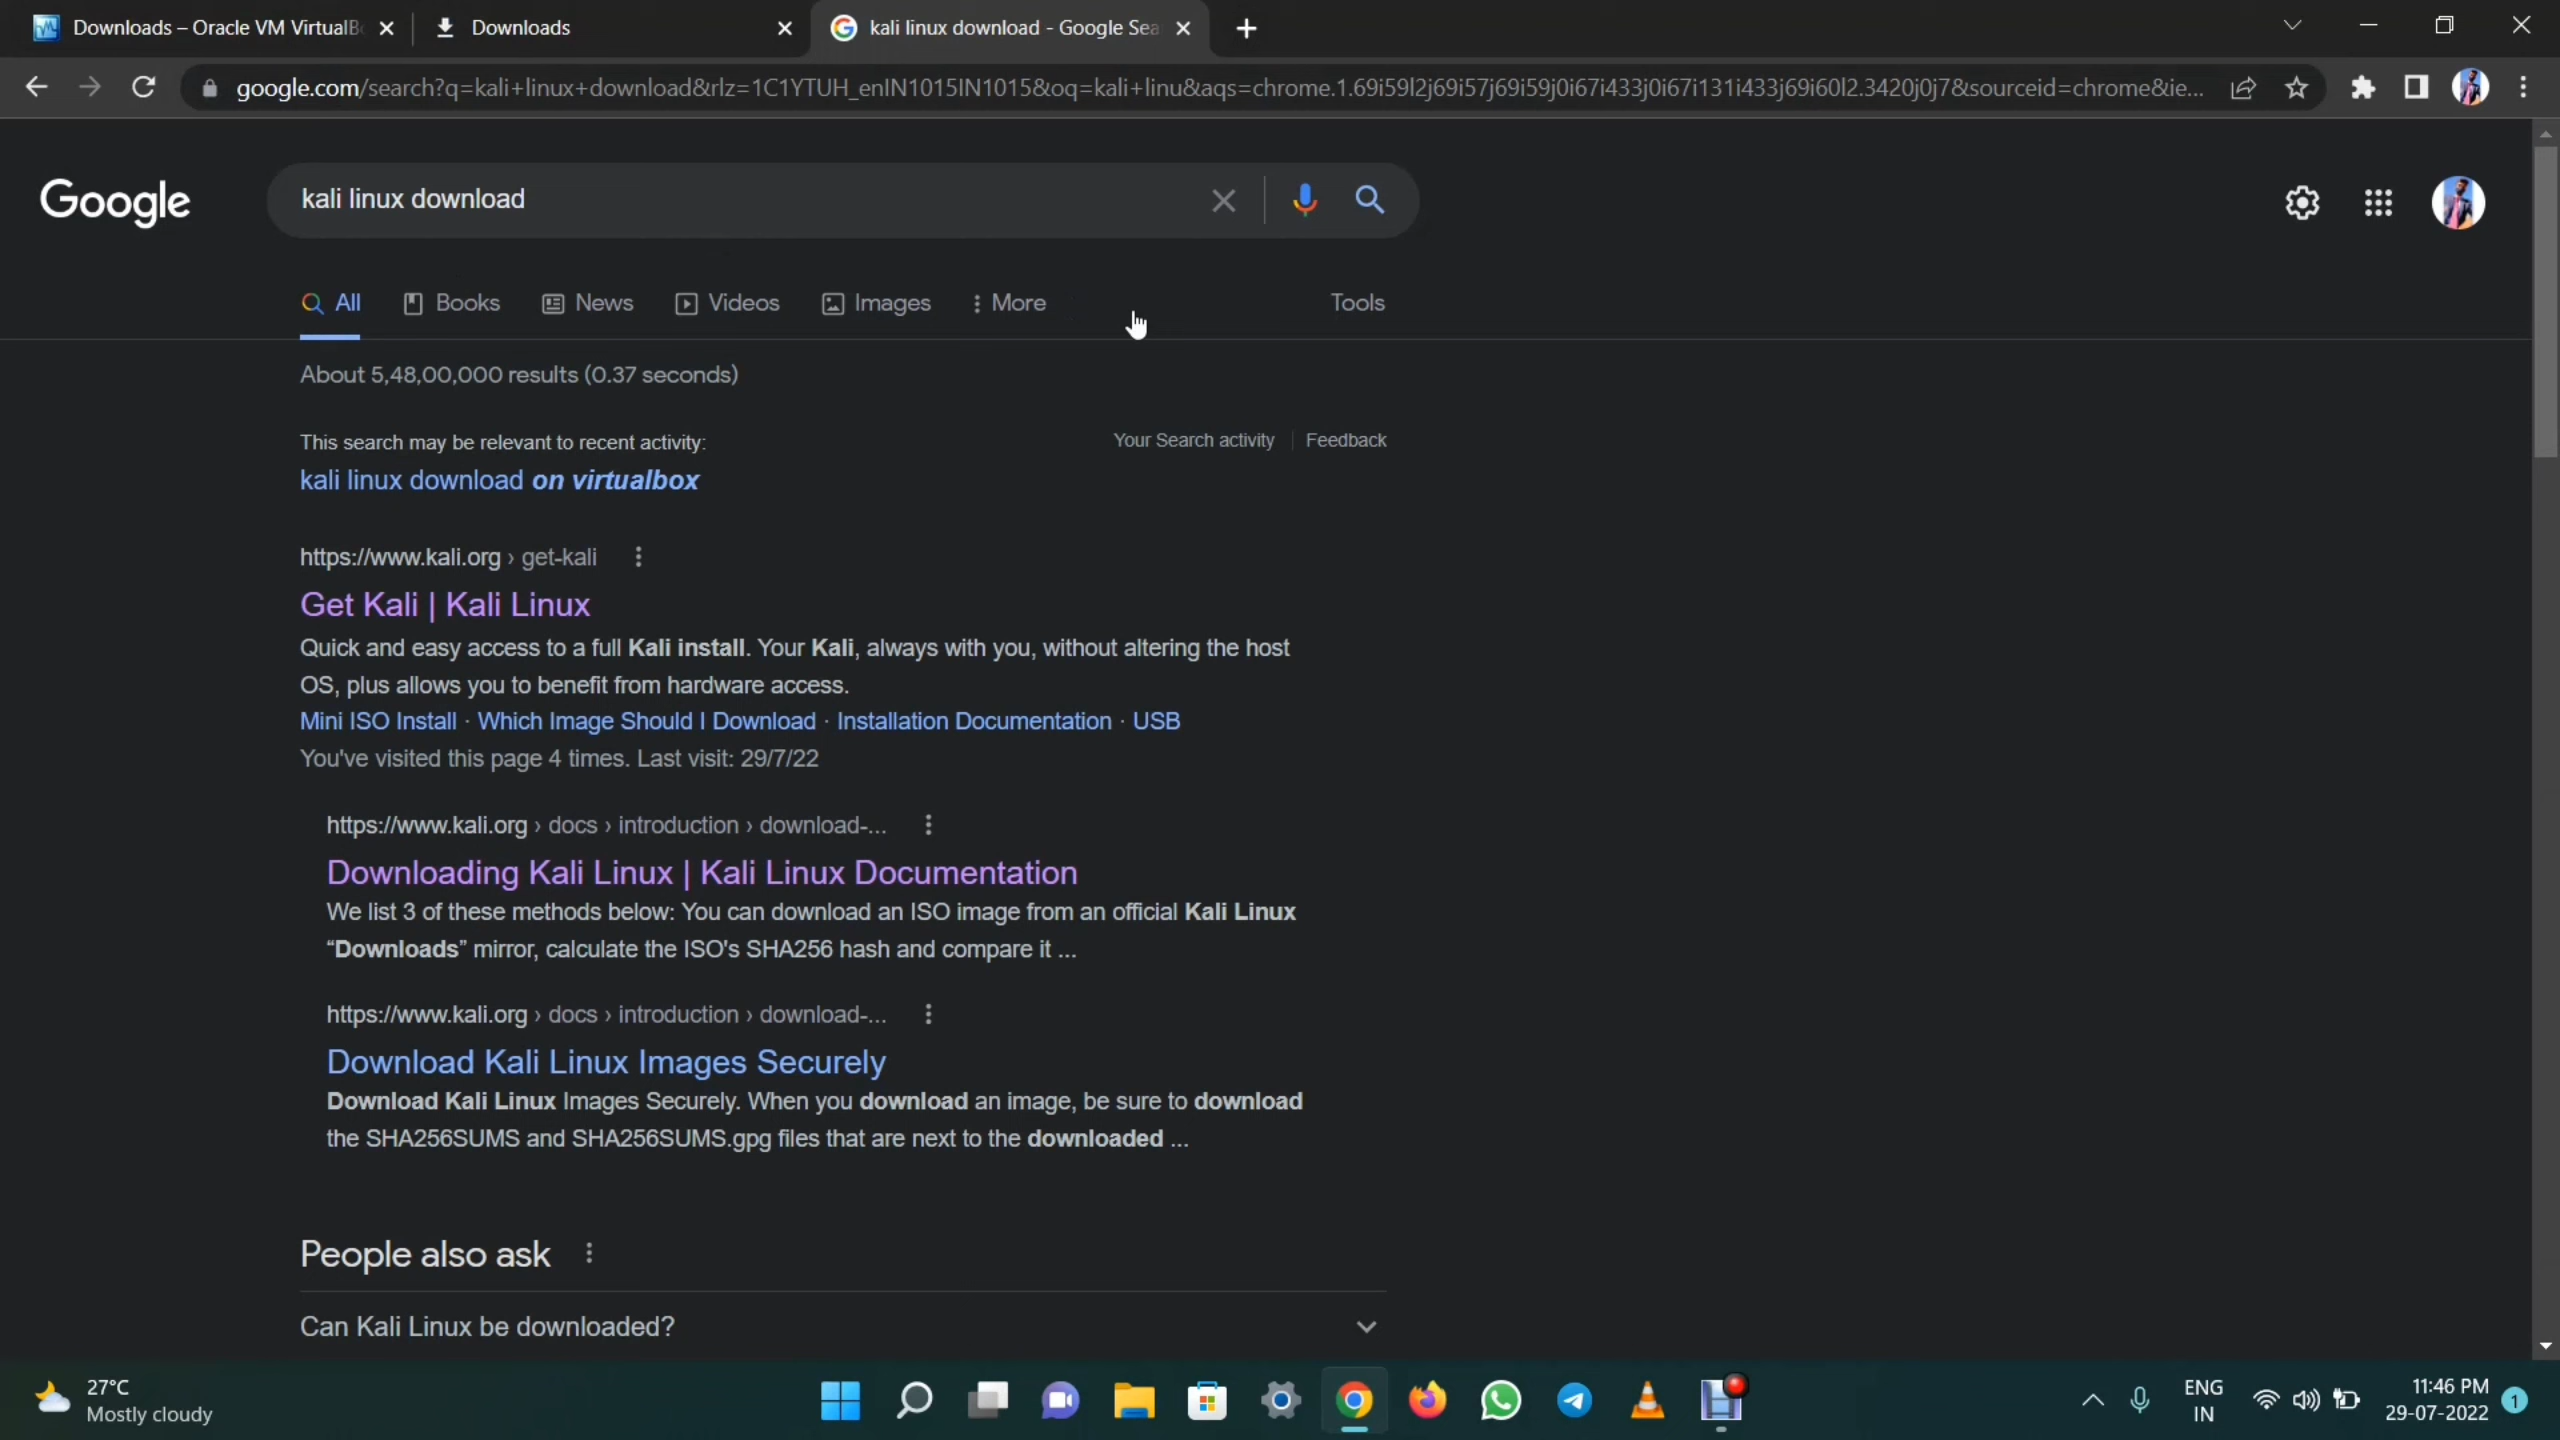 Downloads – Oracle VM VirtualB
Downloads
kali linux download - Google Sea
google.com/search?q=kali+linux+download&rlz=1C1YTUH_enIN1015IN1015&oq=kali+linu&aqs=chrome.1.69i59l2j69i57j69i59j0i67i433j0i67i131i433j69i60l2.3420j0j7&sourceid=chrome&ie...
Google
kali linux download
All
Books
News
Videos
Images
More
Tools
About 5,48,00,000 results (0.37 seconds)
This search may be relevant to recent activity:
Your Search activity
Feedback
kali linux download on virtualbox
https://www.kali.org › get-kali
Get Kali | Kali Linux
Quick and easy access to a full Kali install. Your Kali, always with you, without altering the host
OS, plus allows you to benefit from hardware access.
Mini ISO Install · Which Image Should I Download · Installation Documentation · USB
You've visited this page 4 times. Last visit: 29/7/22
https://www.kali.org › docs › introduction › download-...
Downloading Kali Linux | Kali Linux Documentation
We list 3 of these methods below: You can download an ISO image from an official Kali Linux
“Downloads” mirror, calculate the ISO's SHA256 hash and compare it ...
https://www.kali.org › docs › introduction › download-...
Download Kali Linux Images Securely
Download Kali Linux Images Securely. When you download an image, be sure to download
the SHA256SUMS and SHA256SUMS.gpg files that are next to the downloaded ...
People also ask
Can Kali Linux be downloaded?
27°C
Mostly cloudy
ENG
IN
11:46 PM
29-07-2022
1